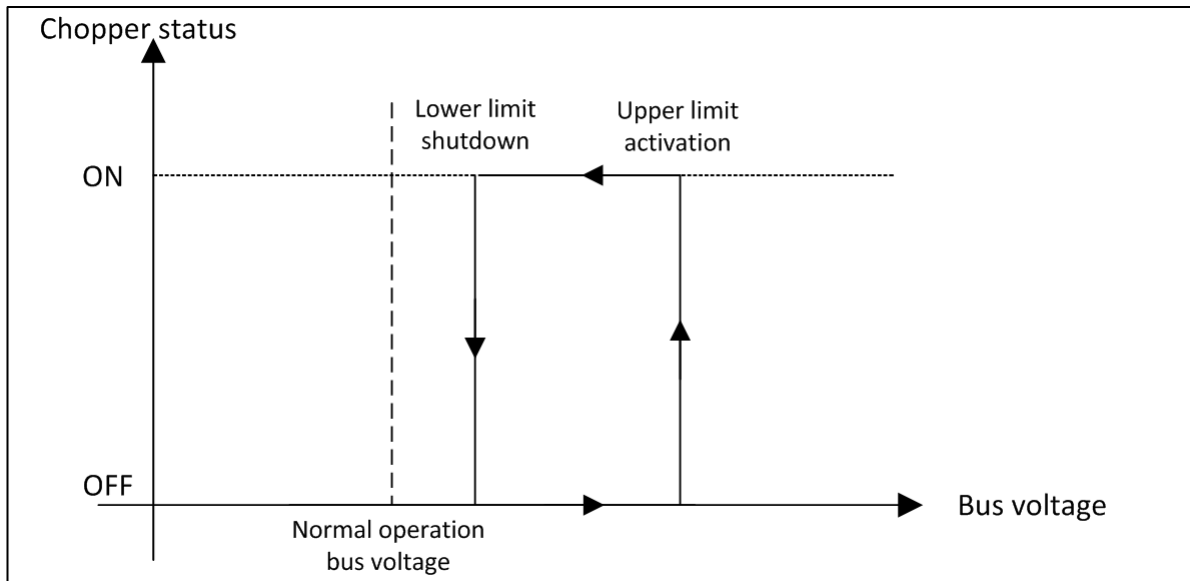 Chopper status
Lower limit
shutdown
Upper limit
activation
ON
OFF
Normal operation
bus voltage
Bus voltage